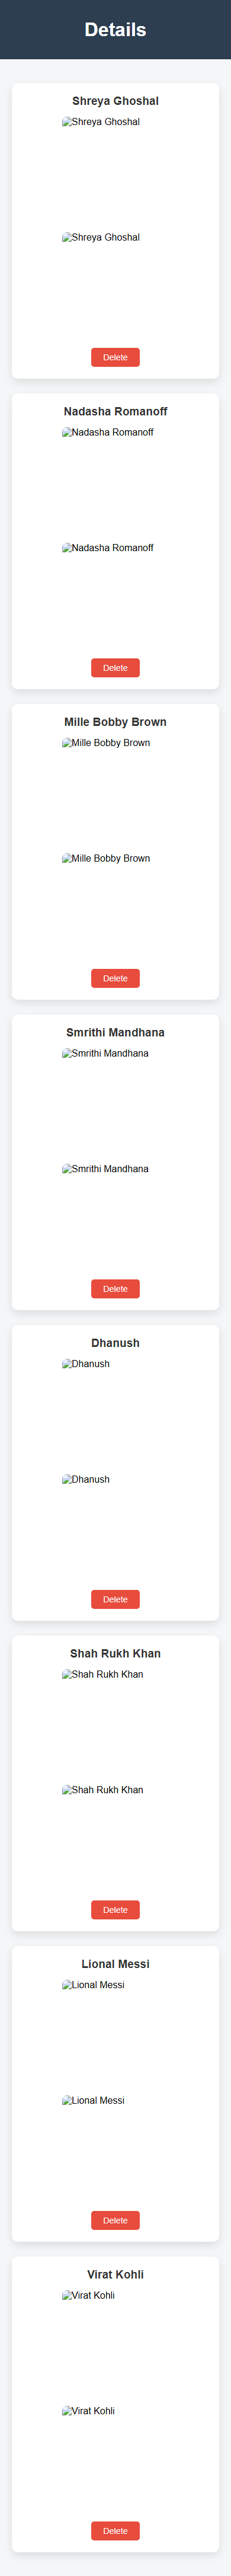 Details
Shreya Ghoshal
Shreya Ghoshal
Shreya Ghoshal
Delete
Nadasha Romanoff
Nadasha Romanoff
Nadasha Romanoff
Delete
Mille Bobby Brown
Mille Bobby Brown
Mille Bobby Brown
Delete
Smrithi Mandhana
Smrithi Mandhana
Smrithi Mandhana
Delete
Dhanush
Dhanush
Dhanush
Delete
Shah Rukh Khan
Shah Rukh Khan
Shah Rukh Khan
Delete
Lional Messi
Lional Messi
Lional Messi
Delete
Virat Kohli
Virat Kohli
Virat Kohli
Delete